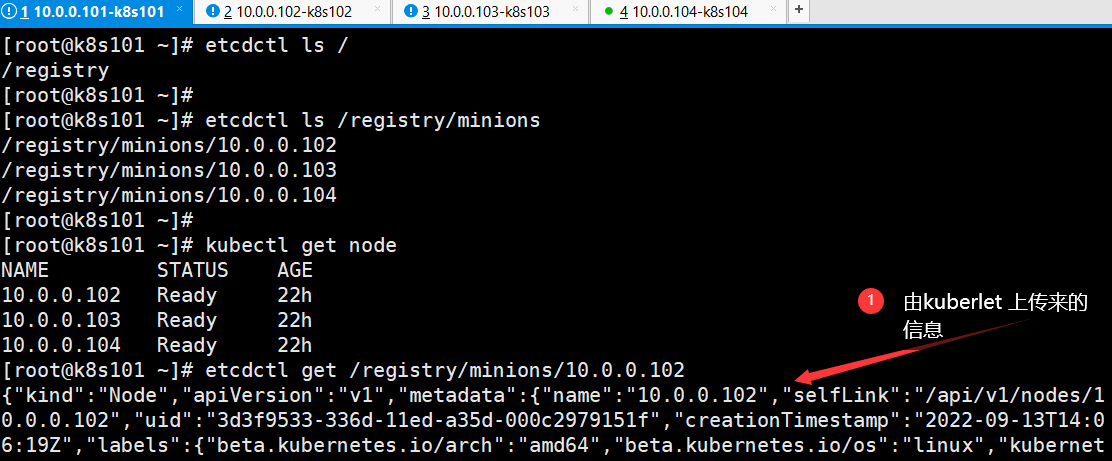 1 10.0.0.101-k8s101 × 2 10.0.0.102-k8s102 × 3 10.0.0.103-k8s103 × 4 10.0.0.104-k8s104 × +
[root@k8s101 ~]# etcdctl ls /
/registry
[root@k8s101 ~]#
[root@k8s101 ~]# etcdctl ls /registry/minions
/registry/minions/10.0.0.102
/registry/minions/10.0.0.103
/registry/minions/10.0.0.104
[root@k8s101 ~]#
[root@k8s101 ~]# kubectl get node
NAME STATUS AGE
10.0.0.102 Ready 22h
10.0.0.103 Ready 22h
10.0.0.104 Ready 22h
1 由kuberlet 上传来的
信息
[root@k8s101 ~]# etcdctl get /registry/minions/10.0.0.102
{"kind":"Node","apiVersion":"v1","metadata":{"name":"10.0.0.102","selfLink":"/api/v1/nodes/1
0.0.0.102","uid":"3d3f9533-336d-11ed-a35d-000c2979151f","creationTimestamp":"2022-09-13T14:0
6:19Z","labels":{"beta.kubernetes.io/arch":"amd64","beta.kubernetes.io/os":"linux","kubernet